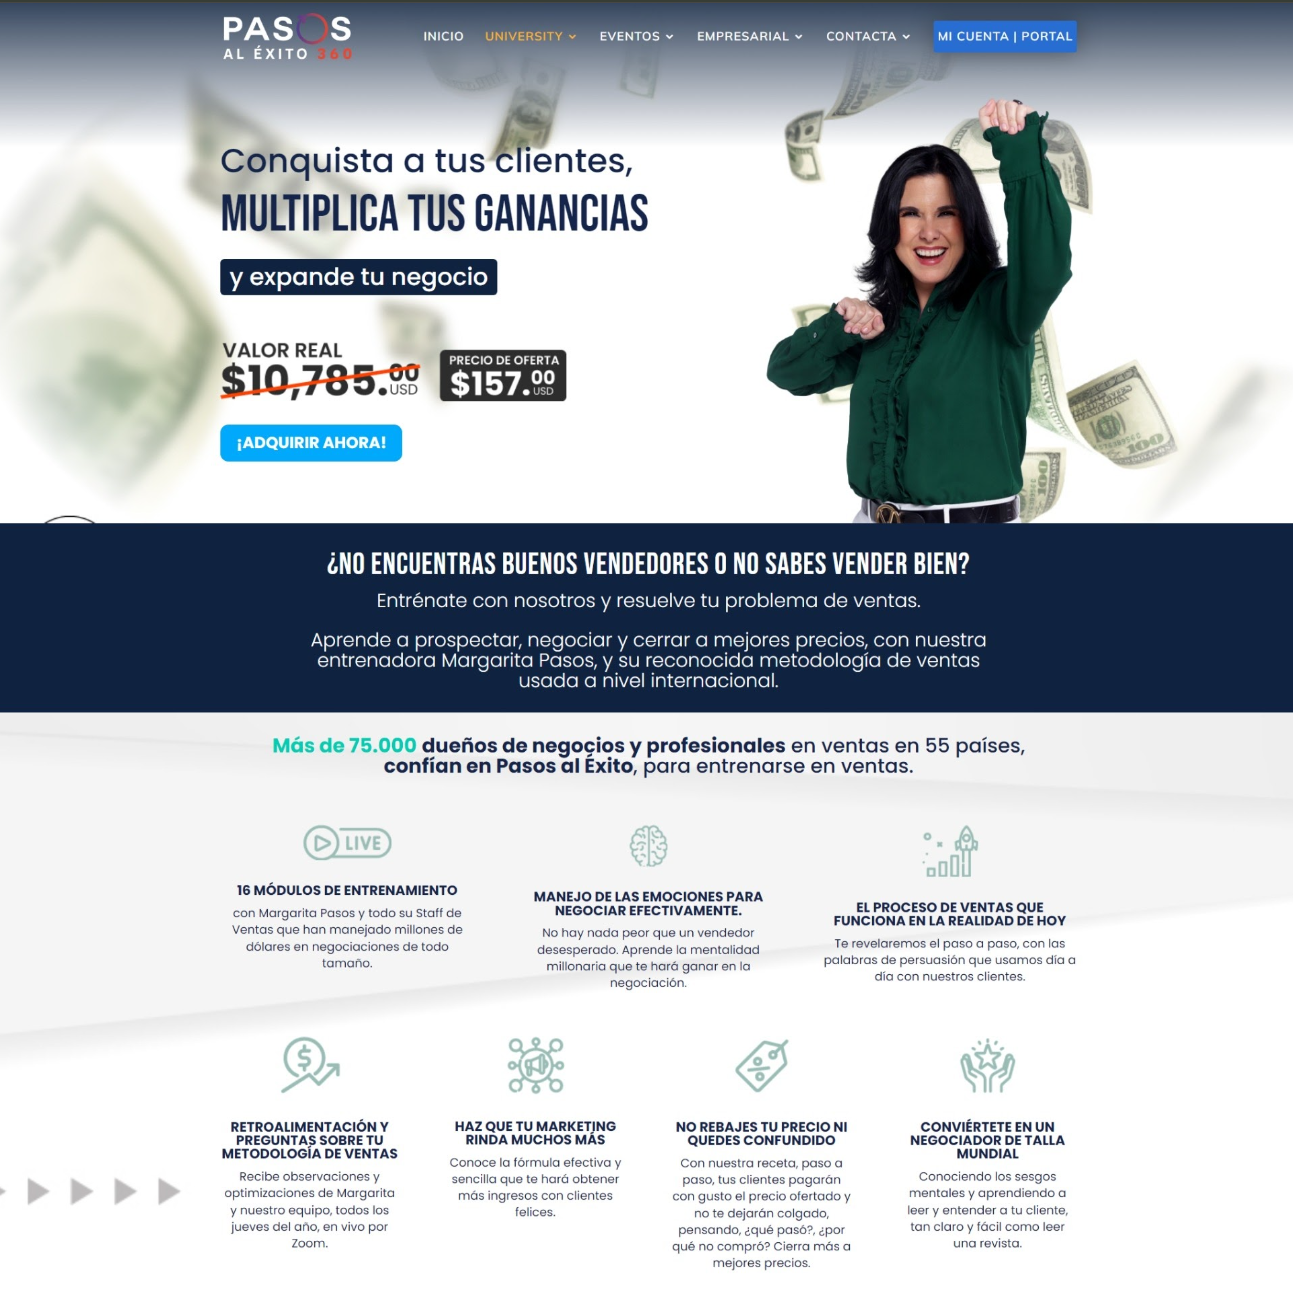 PASOS
AL ÉXITO 360
INICIO
UNIVERSITY
EVENTOS
EMPRESARIAL
CONTACTA
MI CUENTA | PORTAL
Conquista a tus clientes,
MULTIPLICA TUS GANANCIAS
y expande tu negocio
VALOR REAL
$10,785.00
USD
PRECIO DE OFERTA
$157.00
USD
¡ADQUIRIR AHORA!
100
¿NO ENCUENTRAS BUENOS VENDEDORES O NO SABES VENDER BIEN?
Entrénate con nosotros y resuelve tu problema de ventas.
Aprende a prospectar, negociar y cerrar a mejores precios, con nuestra
entrenadora Margarita Pasos, y su reconocida metodología de ventas
usada a nivel internacional.
Más de 75.000 dueños de negocios y profesionales en ventas en 55 países,
confían en Pasos al Éxito, para entrenarse en ventas.
LIVE
16 MÓDULOS DE ENTRENAMIENTO
con Margarita Pasos y todo su Staff de
Ventas que han manejado millones de
dólares en negociaciones de todo
tamaño.
MANEJO DE LAS EMOCIONES PARA
NEGOCIAR EFECTIVAMENTE.
No hay nada peor que un vendedor
desesperado. Aprende la mentalidad
millonaria que te hará ganar en la
negociación.
EL PROCESO DE VENTAS QUE
FUNCIONA EN LA REALIDAD DE HOY
Te revelaremos el paso a paso, con las
palabras de persuasión que usamos día a
día con nuestros clientes.
RETROALIMENTACIÓN Y
PREGUNTAS SOBRE TU
METODOLOGÍA DE VENTAS
Recibe observaciones y
optimizaciones de Margarita
y nuestro equipo, todos los
jueves del año, en vivo por
Zoom.
HAZ QUE TU MARKETING
RINDA MUCHOS MÁS
Conoce la fórmula efectiva y
sencilla que te hará obtener
más ingresos con clientes
felices.
NO REBAJES TU PRECIO NI
QUEDES CONFUNDIDO
Con nuestra receta, paso a
paso, tus clientes pagarán
con gusto el precio ofertado y
no te dejarán colgado,
pensando, ¿qué pasó?, ¿por
qué no compró? Cierra más a
mejores precios.
CONVIÉRTETE EN UN
NEGOCIADOR DE TALLA
MUNDIAL
Conociendo los sesgos
mentales y aprendiendo a
leer y entender a tu cliente,
tan claro y fácil como leer
una revista.